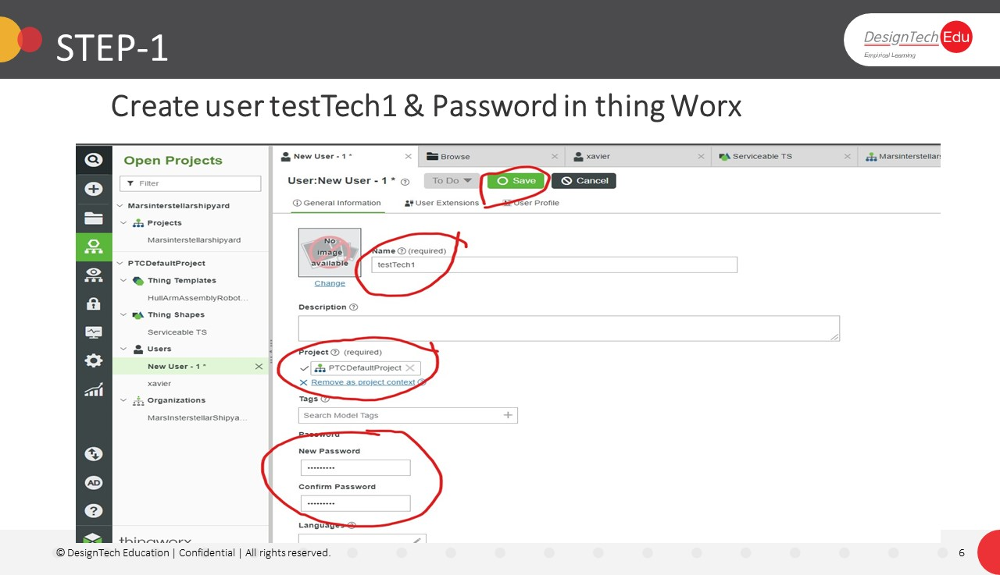 STEP-1
DesignTech Edu
Empirical Learning
Create user testTech1 & Password in thing Worx
Open Projects
Filter
Marsinterstellarshipyard
Projects
Marsinterstellarshipyard
PTCDefaultProject
Thing Templates
HullArmAssemblyRobot...
Thing Shapes
Serviceable TS
Users
New User - 1 *
xavier
Organizations
MarsInsterstellarShipya...
thingworx
AD
New User - 1 *
Browse
xavier
Serviceable TS
Marsinterstellars
User:New User - 1 *
To Do
Save
Cancel
General Information
User Extensions
User Profile
No
image
available
Change
Name (required)
testTech1
Description
Project (required)
PTCDefaultProject
Remove as project context
Tags
Search Model Tags
Password
New Password
•••••••••
Confirm Password
•••••••••
Languages
© DesignTech Education | Confidential | All rights reserved.
6